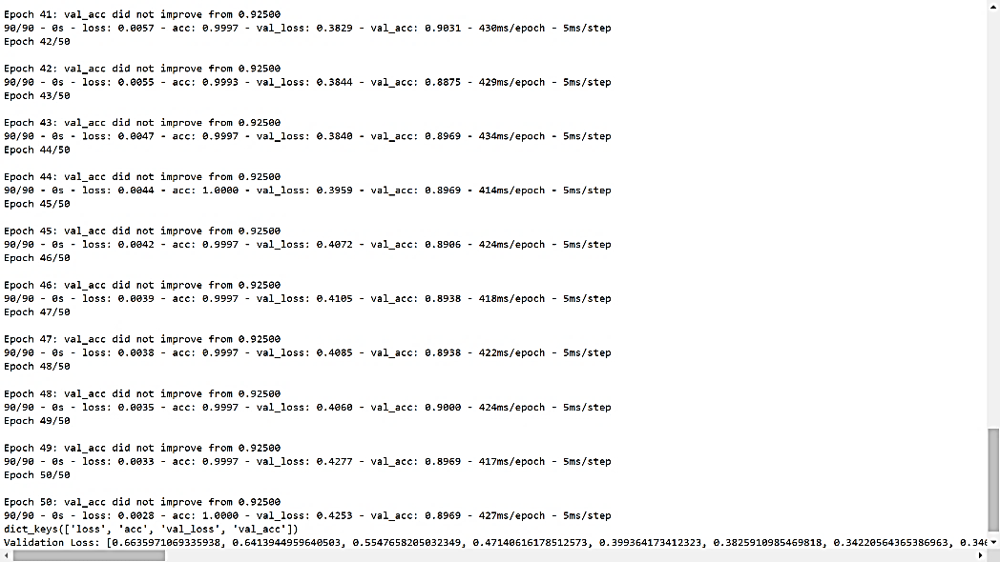 Epoch 41: val_acc did not improve from 0.92500
90/90 - 0s - loss: 0.0057 - acc: 0.9997 - val_loss: 0.3829 - val_acc: 0.9031 - 430ms/epoch - 5ms/step
Epoch 42/50
Epoch 42: val_acc did not improve from 0.92500
90/90 - 0s - loss: 0.0055 - acc: 0.9993 - val_loss: 0.3844 - val_acc: 0.8875 - 429ms/epoch - 5ms/step
Epoch 43/50
Epoch 43: val_acc did not improve from 0.92500
90/90 - 0s - loss: 0.0047 - acc: 0.9997 - val_loss: 0.3840 - val_acc: 0.8969 - 434ms/epoch - 5ms/step
Epoch 44/50
Epoch 44: val_acc did not improve from 0.92500
90/90 - 0s - loss: 0.0044 - acc: 1.0000 - val_loss: 0.3959 - val_acc: 0.8969 - 414ms/epoch - 5ms/step
Epoch 45/50
Epoch 45: val_acc did not improve from 0.92500
90/90 - 0s - loss: 0.0042 - acc: 0.9997 - val_loss: 0.4072 - val_acc: 0.8906 - 424ms/epoch - 5ms/step
Epoch 46/50
Epoch 46: val_acc did not improve from 0.92500
90/90 - 0s - loss: 0.0039 - acc: 0.9997 - val_loss: 0.4105 - val_acc: 0.8938 - 418ms/epoch - 5ms/step
Epoch 47/50
Epoch 47: val_acc did not improve from 0.92500
90/90 - 0s - loss: 0.0038 - acc: 0.9997 - val_loss: 0.4085 - val_acc: 0.8938 - 422ms/epoch - 5ms/step
Epoch 48/50
Epoch 48: val_acc did not improve from 0.92500
90/90 - 0s - loss: 0.0035 - acc: 0.9997 - val_loss: 0.4060 - val_acc: 0.9000 - 424ms/epoch - 5ms/step
Epoch 49/50
Epoch 49: val_acc did not improve from 0.92500
90/90 - 0s - loss: 0.0033 - acc: 0.9997 - val_loss: 0.4277 - val_acc: 0.8969 - 417ms/epoch - 5ms/step
Epoch 50/50
Epoch 50: val_acc did not improve from 0.92500
90/90 - 0s - loss: 0.0028 - acc: 1.0000 - val_loss: 0.4253 - val_acc: 0.8969 - 427ms/epoch - 5ms/step
dict_keys(['loss', 'acc', 'val_loss', 'val_acc'])
Validation Loss: [0.6635971069335938, 0.6413944959640503, 0.5547658205032349, 0.47140616178512573, 0.399364173412323, 0.3825910985469818, 0.34220564365386963,